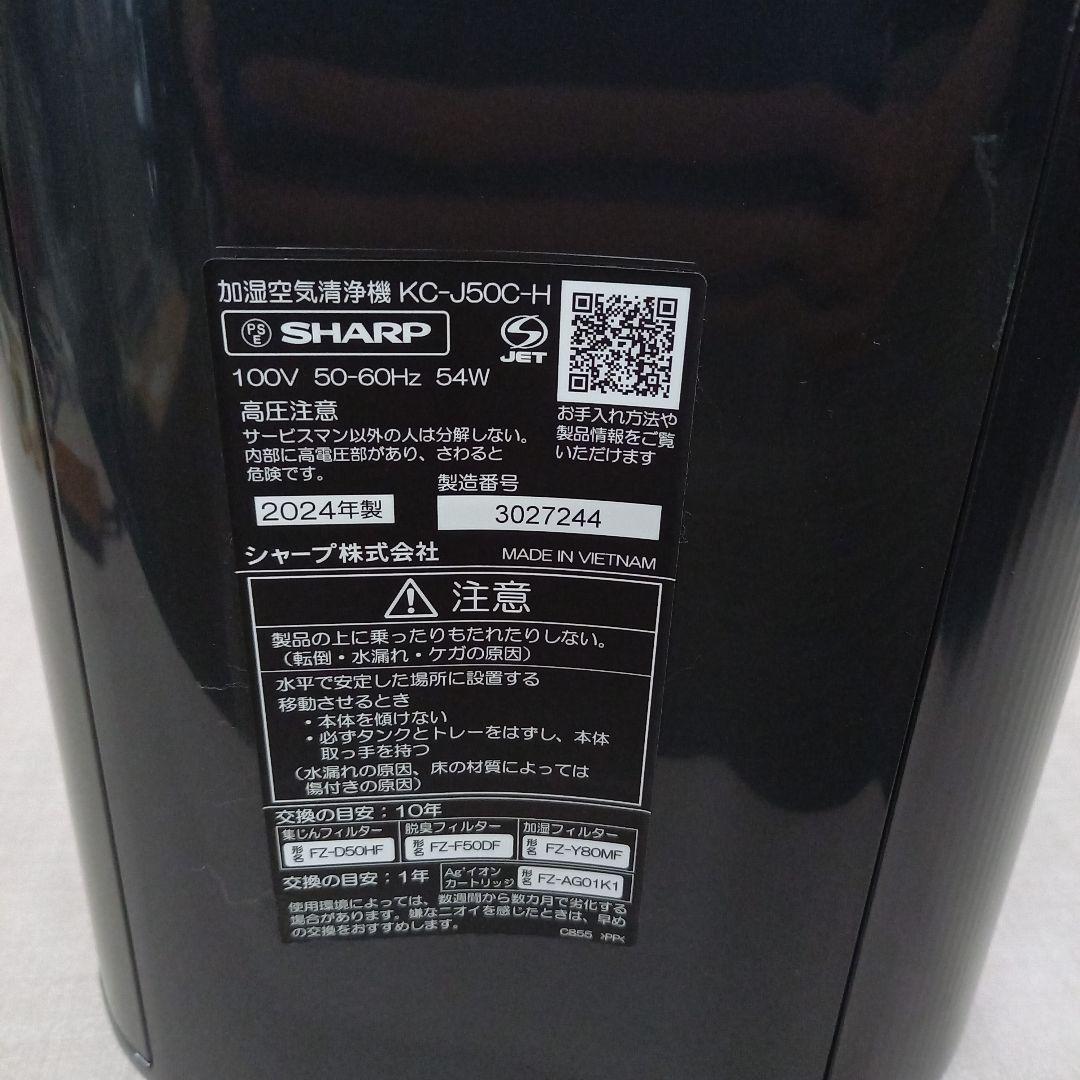 加湿空気清浄機 KC-J50C-H
PS E SHARP
JET
100V 50-60Hz 54W
お手入れ方法や
製品情報をご覧
いただけます
高圧注意
サービスマン以外の人は分解しない。
内部に高電圧部があり、さわると
危険です。
製造番号
2024年製
3027244
シャープ株式会社
MADE IN VIETNAM
注意
製品の上に乗ったりもたれたりしない。
（転倒・水漏れ・ケガの原因）
水平で安定した場所に設置する
移動させるとき
・本体を傾けない
・必ずタンクとトレーをはずし、本体
取っ手を持つ
（水漏れの原因、床の材質によっては
傷付きの原因）
交換の目安：10年
集じんフィルター
形名 FZ-D50HF
脱臭フィルター
形名 FZ-F50DF
加湿フィルター
形名 FZ-Y80MF
交換の目安：1年
Ag⁺イオン
カートリッジ
形名 FZ-AG01K1
使用環境によっては、数週間から数カ月で劣化する
場合があります。嫌なニオイを感じたときは、早め
の交換をおすすめします。
C855 >PP<